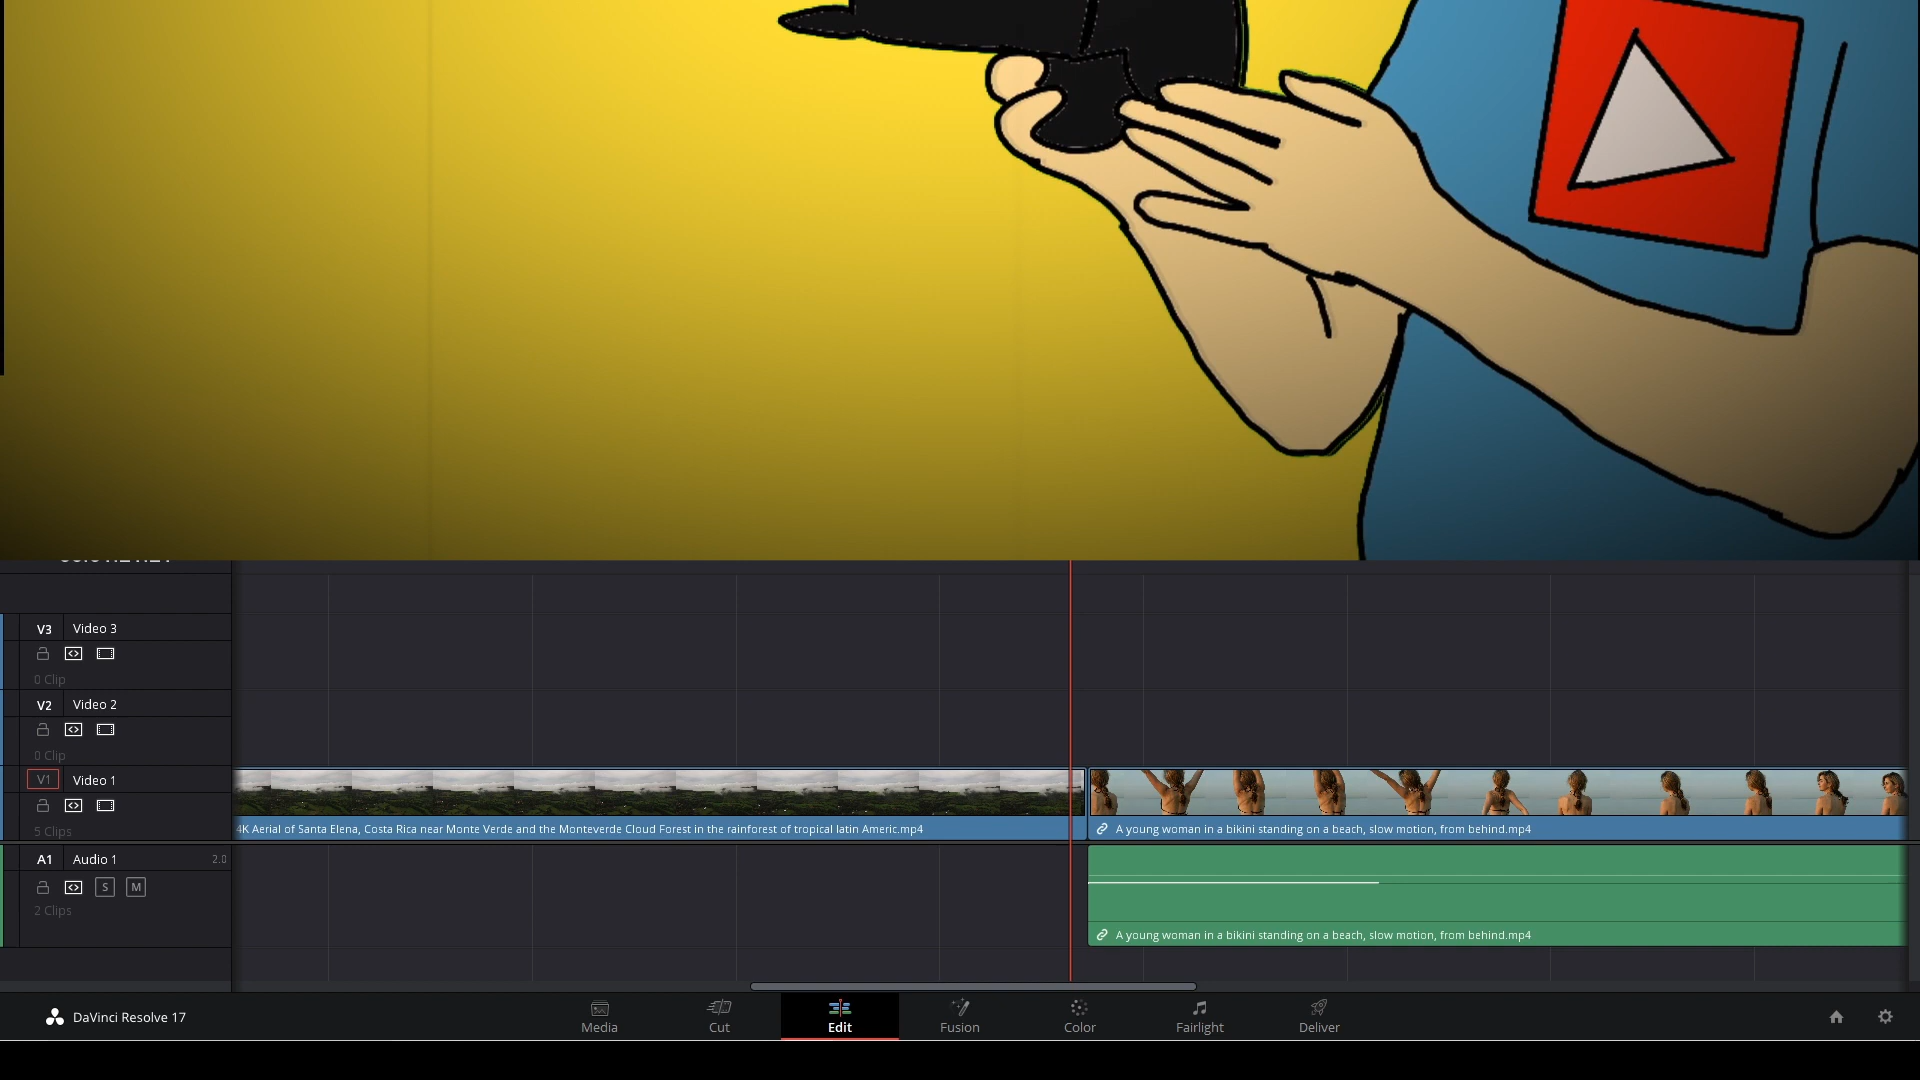 V3 Video 3
0 Clip
V2 Video 2
0 Clip
V1 Video 1
5 Clips
4K Aerial of Santa Elena, Costa Rica near Monte Verde and the Monteverde Cloud Forest in the rainforest of tropical latin Americ.mp4
A young woman in a bikini standing on a beach, slow motion, from behind.mp4
A1 Audio 1 2.0
S M
2 Clips
A young woman in a bikini standing on a beach, slow motion, from behind.mp4
DaVinci Resolve 17
Media Cut Edit Fusion Color Fairlight Deliver